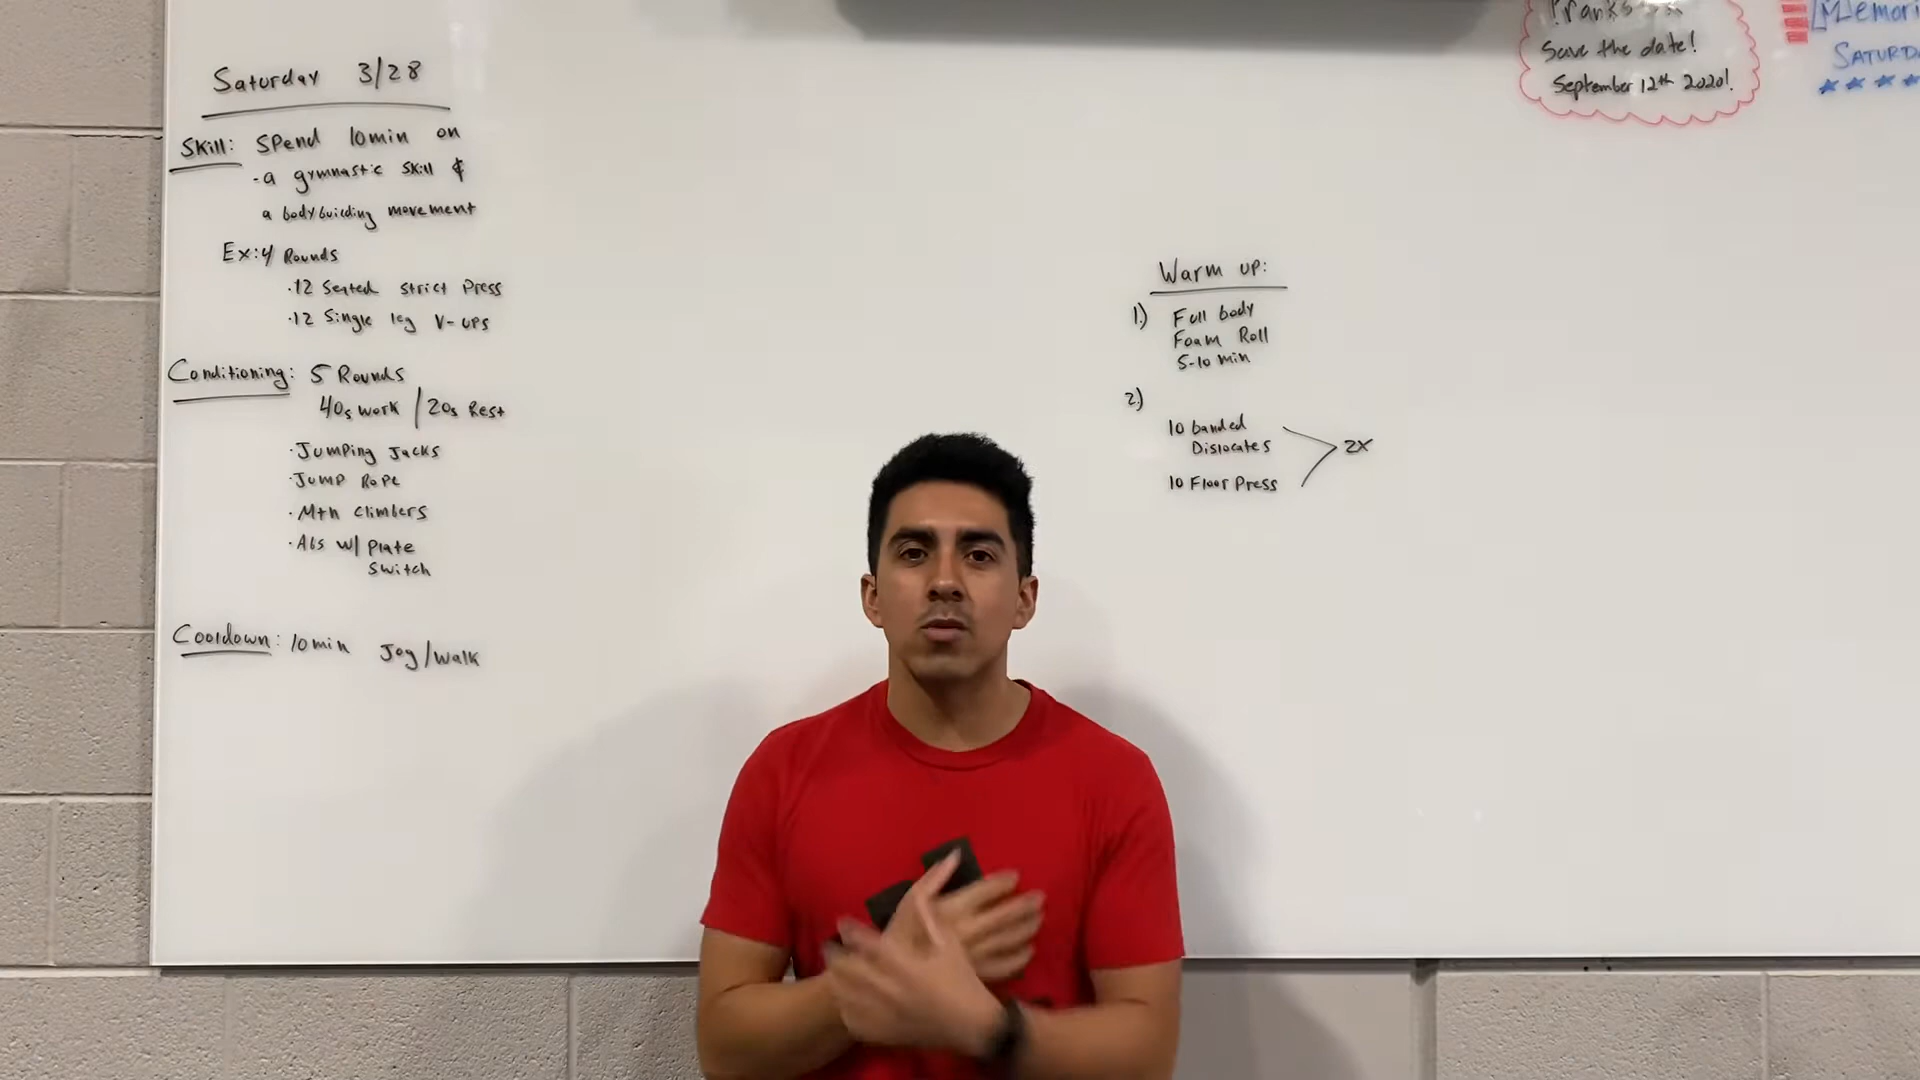 Saturday 3/28
Skill: Spend 10min on
-a gymnastic skill &
a bodybuilding movement
Ex: 4 Rounds
·12 Seated Strict Press
·12 Single leg V-ups
Conditioning: 5 Rounds
40s work / 20s Rest
·Jumping Jacks
·Jump Rope
·Mtn Climbers
·Abs w/ Plate
Switch
Cooldown: 10min Jog/walk
Warm up:
1.) Full body
Foam Roll
5-10 min
2.)
10 banded
Dislocates
10 Floor Press
2X
Save the date!
September 12th 2020!